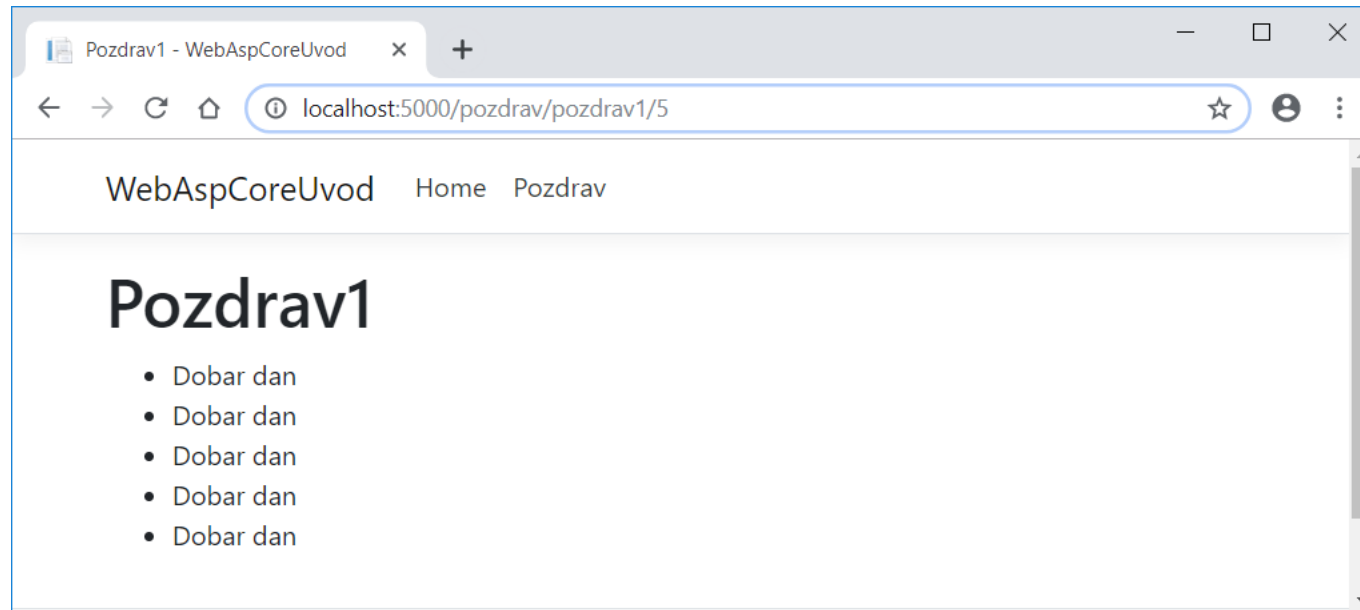 Pozdrav1 - WebAspCoreUvod
localhost:5000/pozdrav/pozdrav1/5
WebAspCoreUvod Home Pozdrav
Pozdrav1
Dobar dan
Dobar dan
Dobar dan
Dobar dan
Dobar dan